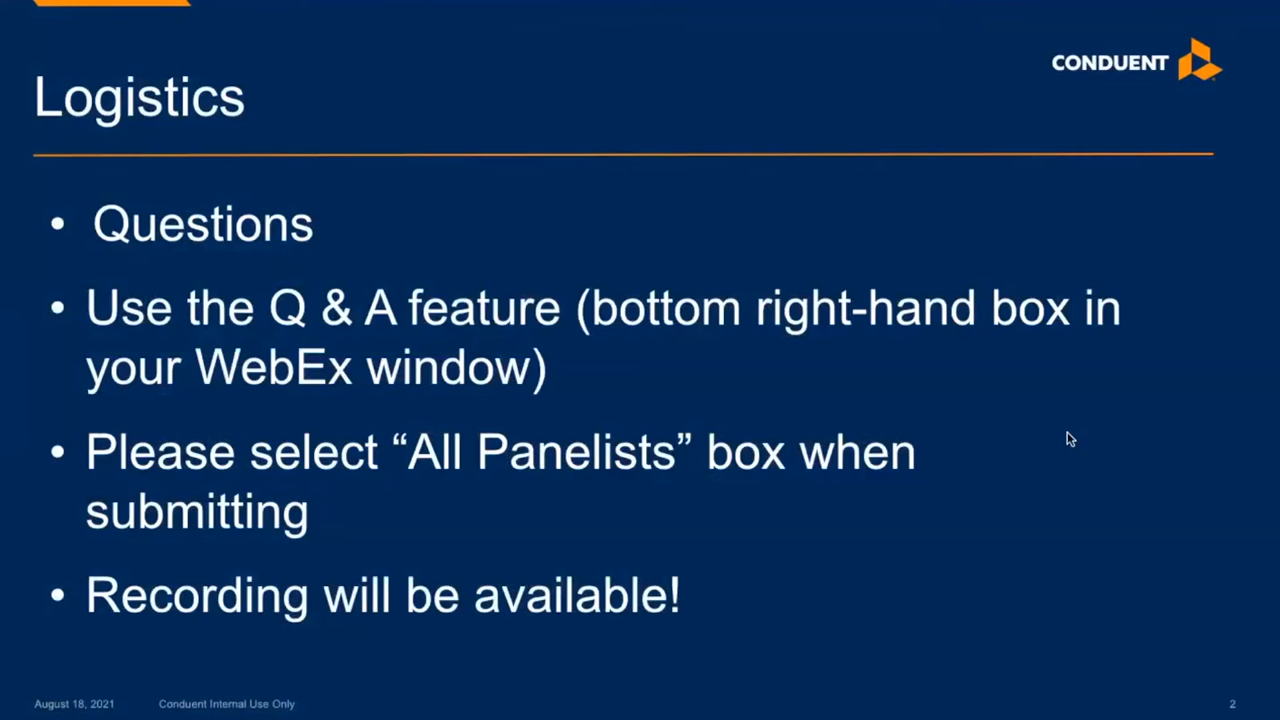 CONDUENT
Logistics
• Questions
• Use the Q & A feature (bottom right-hand box in
your WebEx window)
• Please select “All Panelists” box when
submitting
• Recording will be available!
August 18, 2021 Conduent Internal Use Only 2